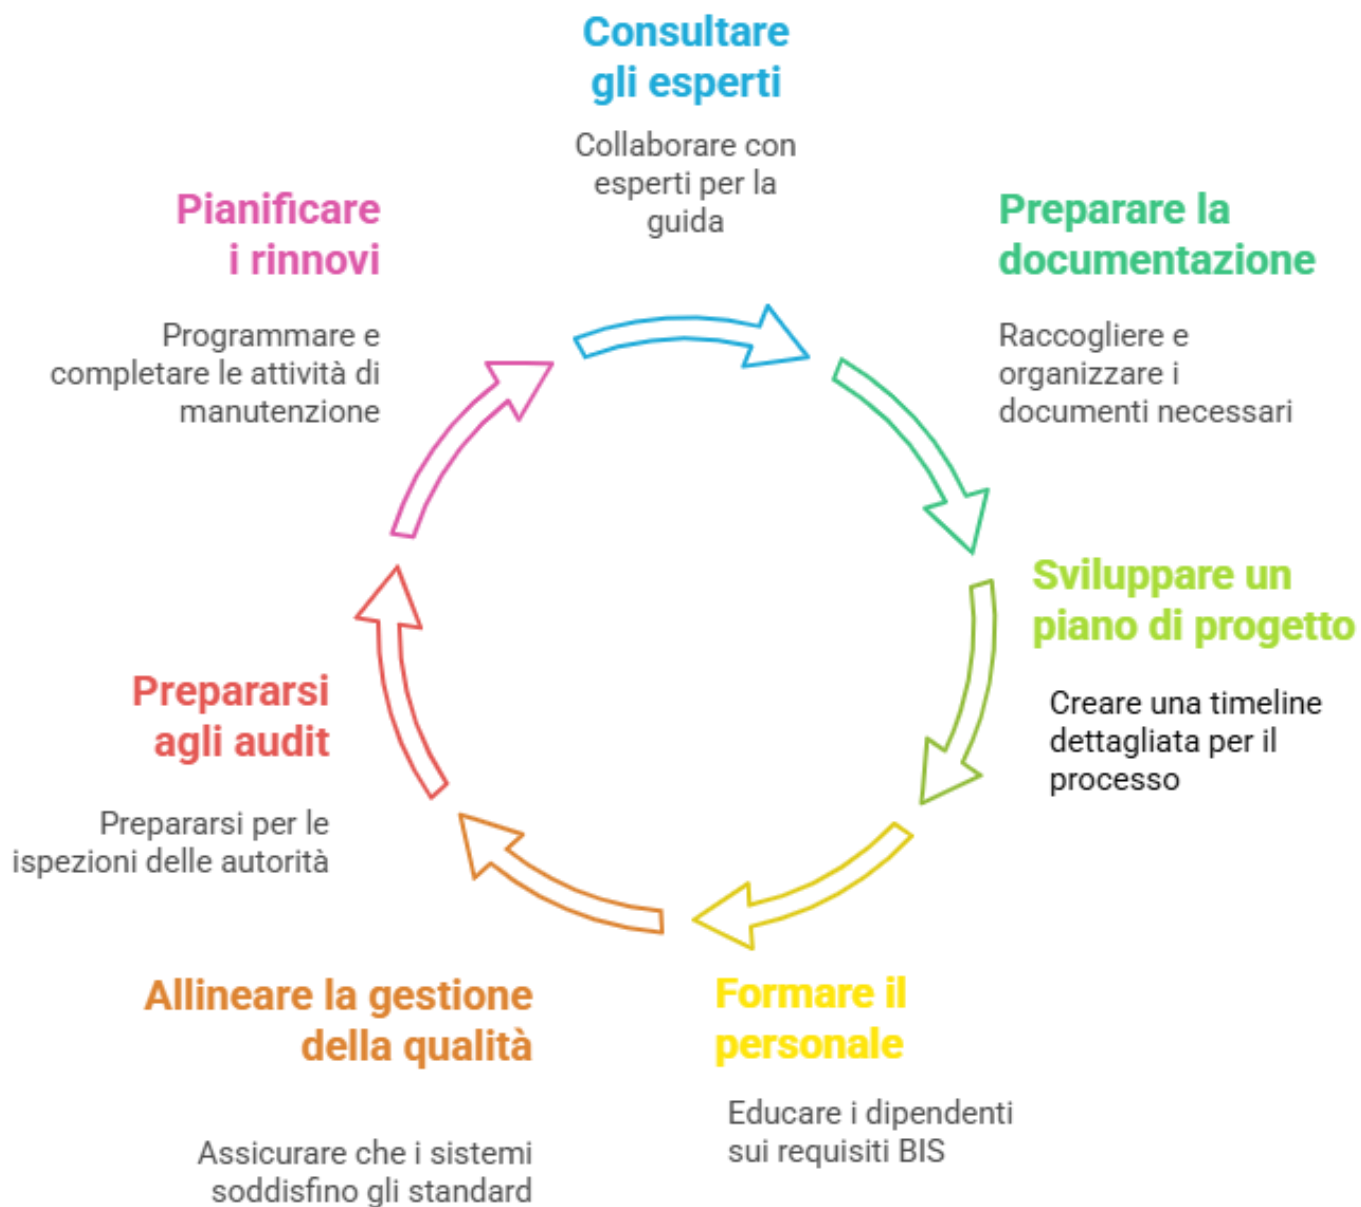 Consultare
gli esperti
Collaborare con
esperti per la
guida
Preparare la
documentazione
Raccogliere e
organizzare i
documenti necessari
Sviluppare un
piano di progetto
Creare una timeline
dettagliata per il
processo
Formare il
personale
Educare i dipendenti
sui requisiti BIS
Allineare la gestione
della qualità
Assicurare che i sistemi
soddisfino gli standard
Prepararsi
agli audit
Prepararsi per le
ispezioni delle autorità
Pianificare
i rinnovi
Programmare e
completare le attività di
manutenzione